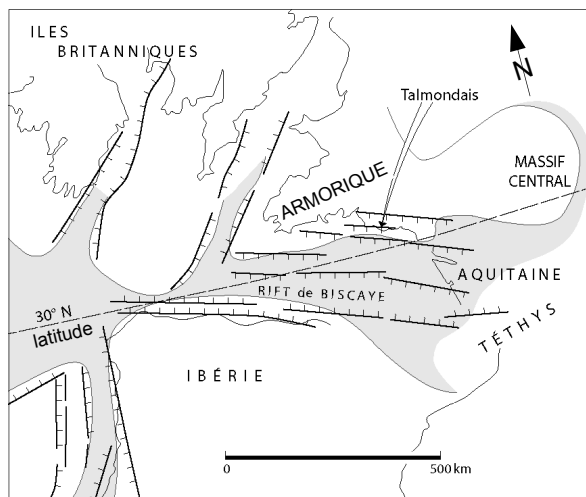 ILES
BRITANNIQUES
N
Talmondais
MASSIF
CENTRAL
ARMORIQUE
AQUITAINE
RIFT de BISCAYE
30° N
latitude
TÉTHYS
IBÉRIE
0
500 km